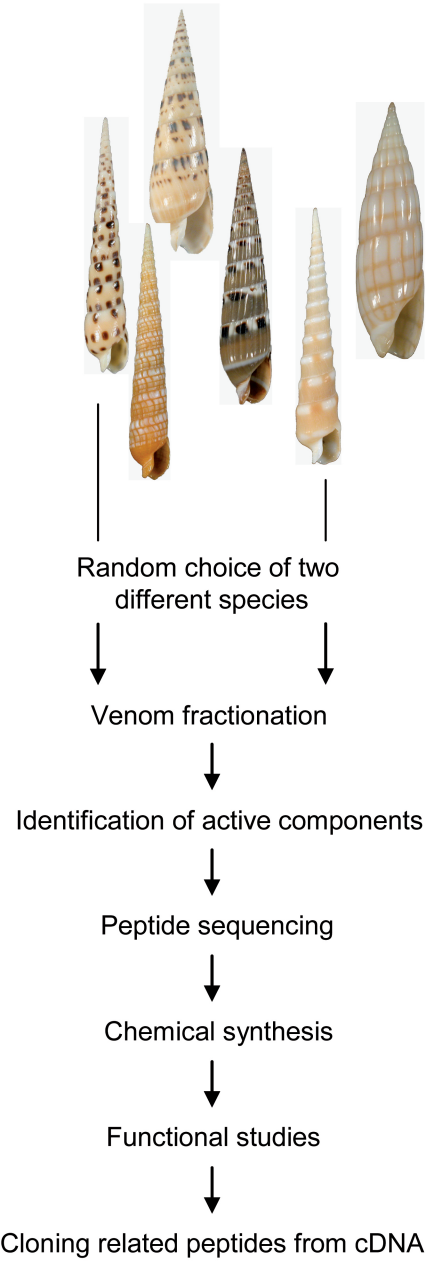 Random choice of two
different species
Venom fractionation
Identification of active components
Peptide sequencing
Chemical synthesis
Functional studies
Cloning related peptides from cDNA